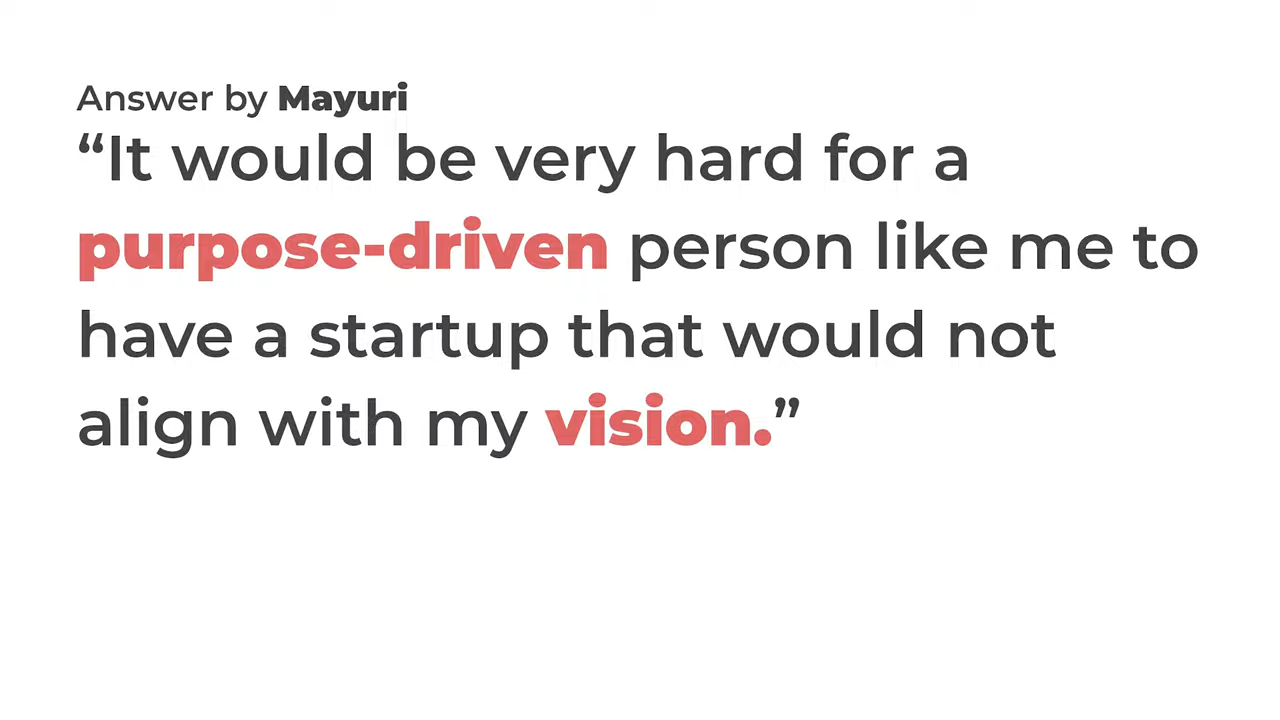 Answer by Mayuri
“It would be very hard for a
purpose-driven person like me to
have a startup that would not
align with my vision.”